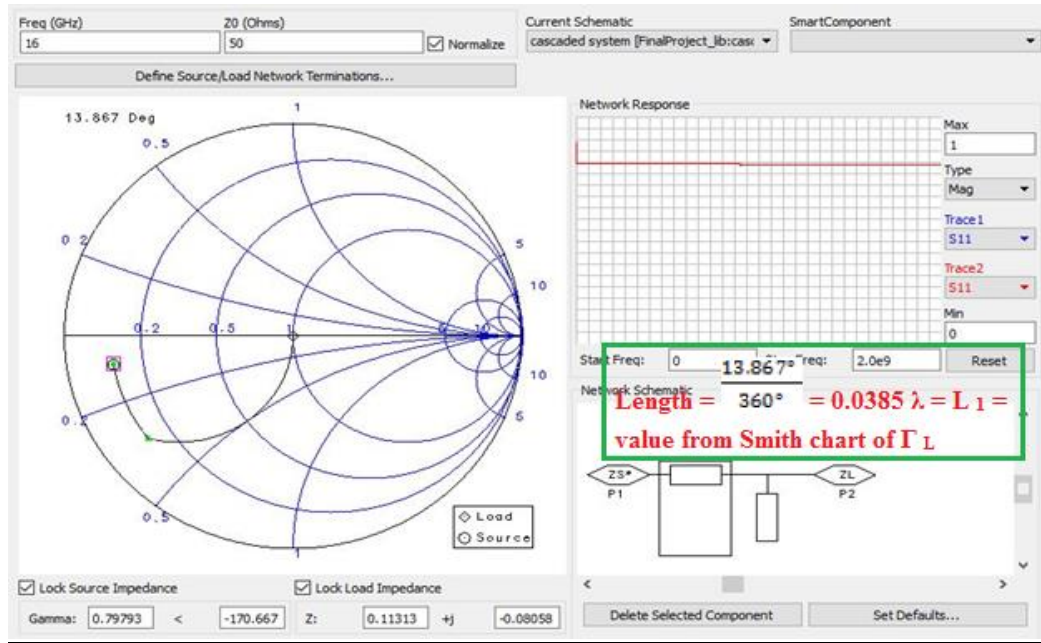 Freq (GHz) Z0 (Ohms) Current Schematic SmartComponent
16 50 Normalize cascaded system [FinalProject_lib:casc
Define Source/Load Network Terminations...
13.867 Deg
1
0.5
0.2
5
10
0.2 0.5 1 10
10
0.2
5
0.5
1
Load
Source
Network Response
Max
1
Type
Mag
Trace1
S11
Trace2
S11
Min
0
Start Freq: 0 Freq: 2.0e9 Reset
Network Schematic
13.867°
Length = 360° = 0.0385 λ = L 1 =
value from Smith chart of Γ L
ZS* ZL
P1 P2
Lock Source Impedance Lock Load Impedance
Gamma: 0.79793 < -170.667 Z: 0.11313 +j -0.08058
Delete Selected Component Set Defaults...